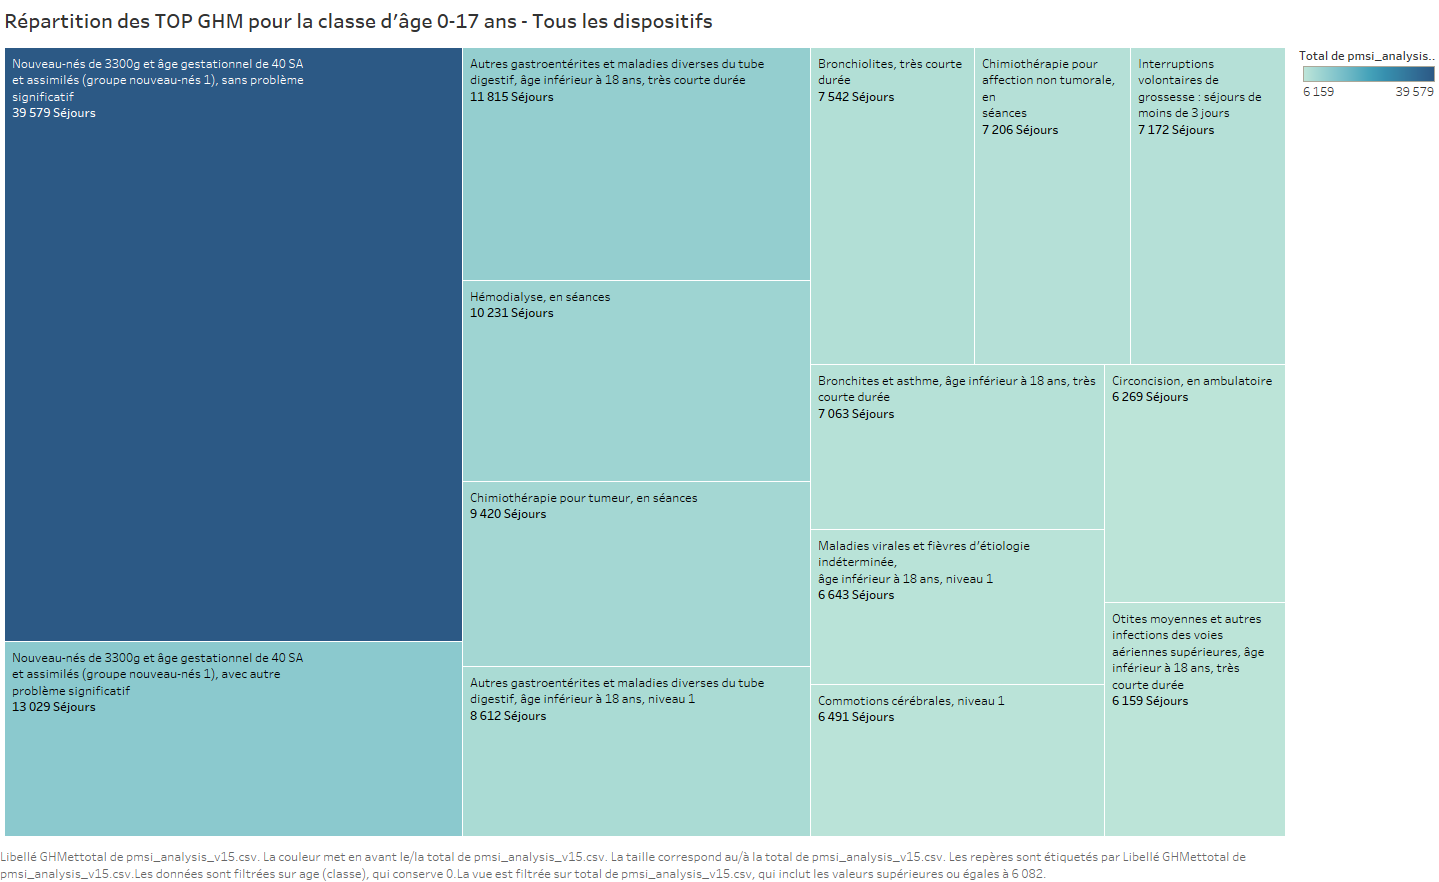 Répartition des TOP GHM pour la classe d’âge 0-17 ans - Tous les dispositifs
Nouveau-nés de 3300g et âge gestationnel de 40 SA
et assimilés (groupe nouveau-nés 1), sans problème
significatif
39 579 Séjours
Nouveau-nés de 3300g et âge gestationnel de 40 SA
et assimilés (groupe nouveau-nés 1), avec autre
problème significatif
13 029 Séjours
Autres gastroentérites et maladies diverses du tube
digestif, âge inférieur à 18 ans, très courte durée
11 815 Séjours
Hémodialyse, en séances
10 231 Séjours
Chimiothérapie pour tumeur, en séances
9 420 Séjours
Autres gastroentérites et maladies diverses du tube
digestif, âge inférieur à 18 ans, niveau 1
8 612 Séjours
Bronchiolites, très courte
durée
7 542 Séjours
Chimiothérapie pour
affection non tumorale,
en
séances
7 206 Séjours
Interruptions
volontaires de
grossesse : séjours de
moins de 3 jours
7 172 Séjours
Bronchites et asthme, âge inférieur à 18 ans, très
courte durée
7 063 Séjours
Maladies virales et fièvres d’étiologie
indéterminée,
âge inférieur à 18 ans, niveau 1
6 643 Séjours
Commotions cérébrales, niveau 1
6 491 Séjours
Circoncision, en ambulatoire
6 269 Séjours
Otites moyennes et autres
infections des voies
aériennes supérieures, âge
inférieur à 18 ans, très
courte durée
6 159 Séjours
Total de pmsi_analysis..
6 159 39 579
Libellé GHMettotal de pmsi_analysis_v15.csv. La couleur met en avant le/la total de pmsi_analysis_v15.csv. La taille correspond au/à la total de pmsi_analysis_v15.csv. Les repères sont étiquetés par Libellé GHMettotal de
pmsi_analysis_v15.csv.Les données sont filtrées sur age (classe), qui conserve 0.La vue est filtrée sur total de pmsi_analysis_v15.csv, qui inclut les valeurs supérieures ou égales à 6 082.